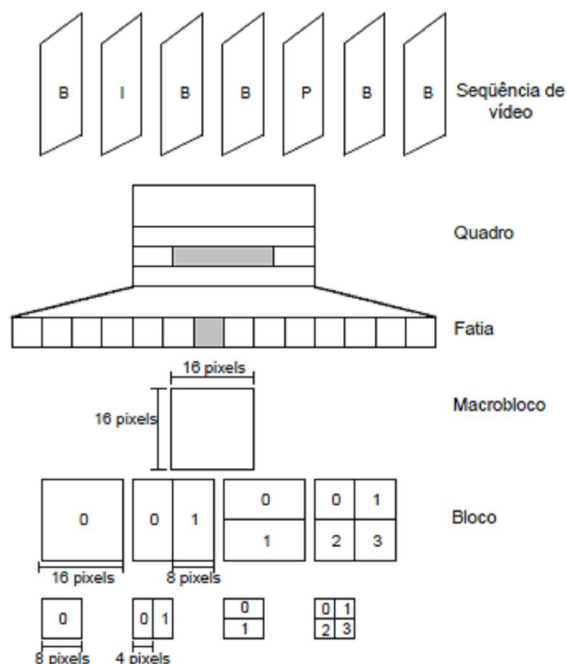 B I B B P B B
Seqüência de
vídeo
Quadro
Fatia
16 pixels
Macrobloco
16 pixels
0 0 1 0 0 1
Bloco
1 2 3
16 pixels 8 pixels
0 0 1 0 0 1
1 2 3
8 pixels 4 pixels